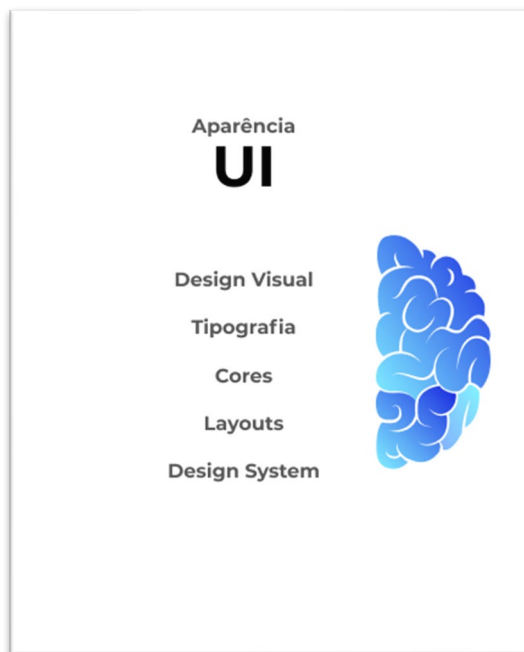 Aparência
UI
Design Visual
Tipografia
Cores
Layouts
Design System